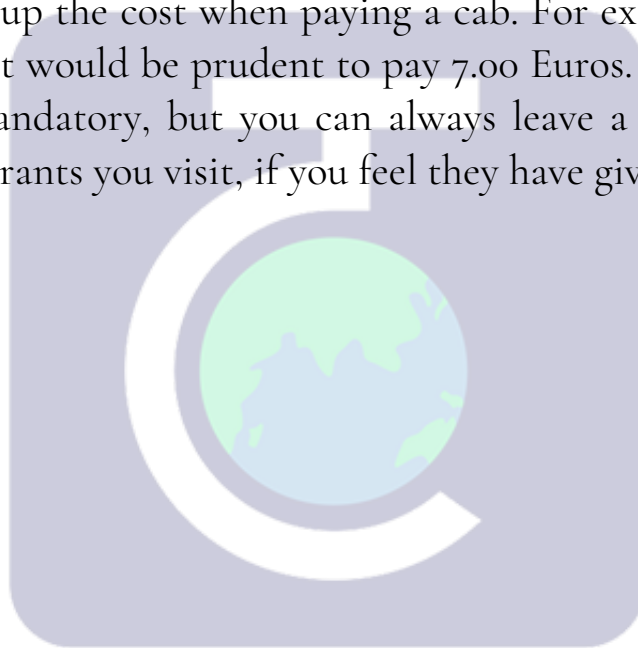 up the cost when paying a cab. For ex
t would be prudent to pay 7.00 Euros.
andatory, but you can always leave a
rants you visit, if you feel they have giv